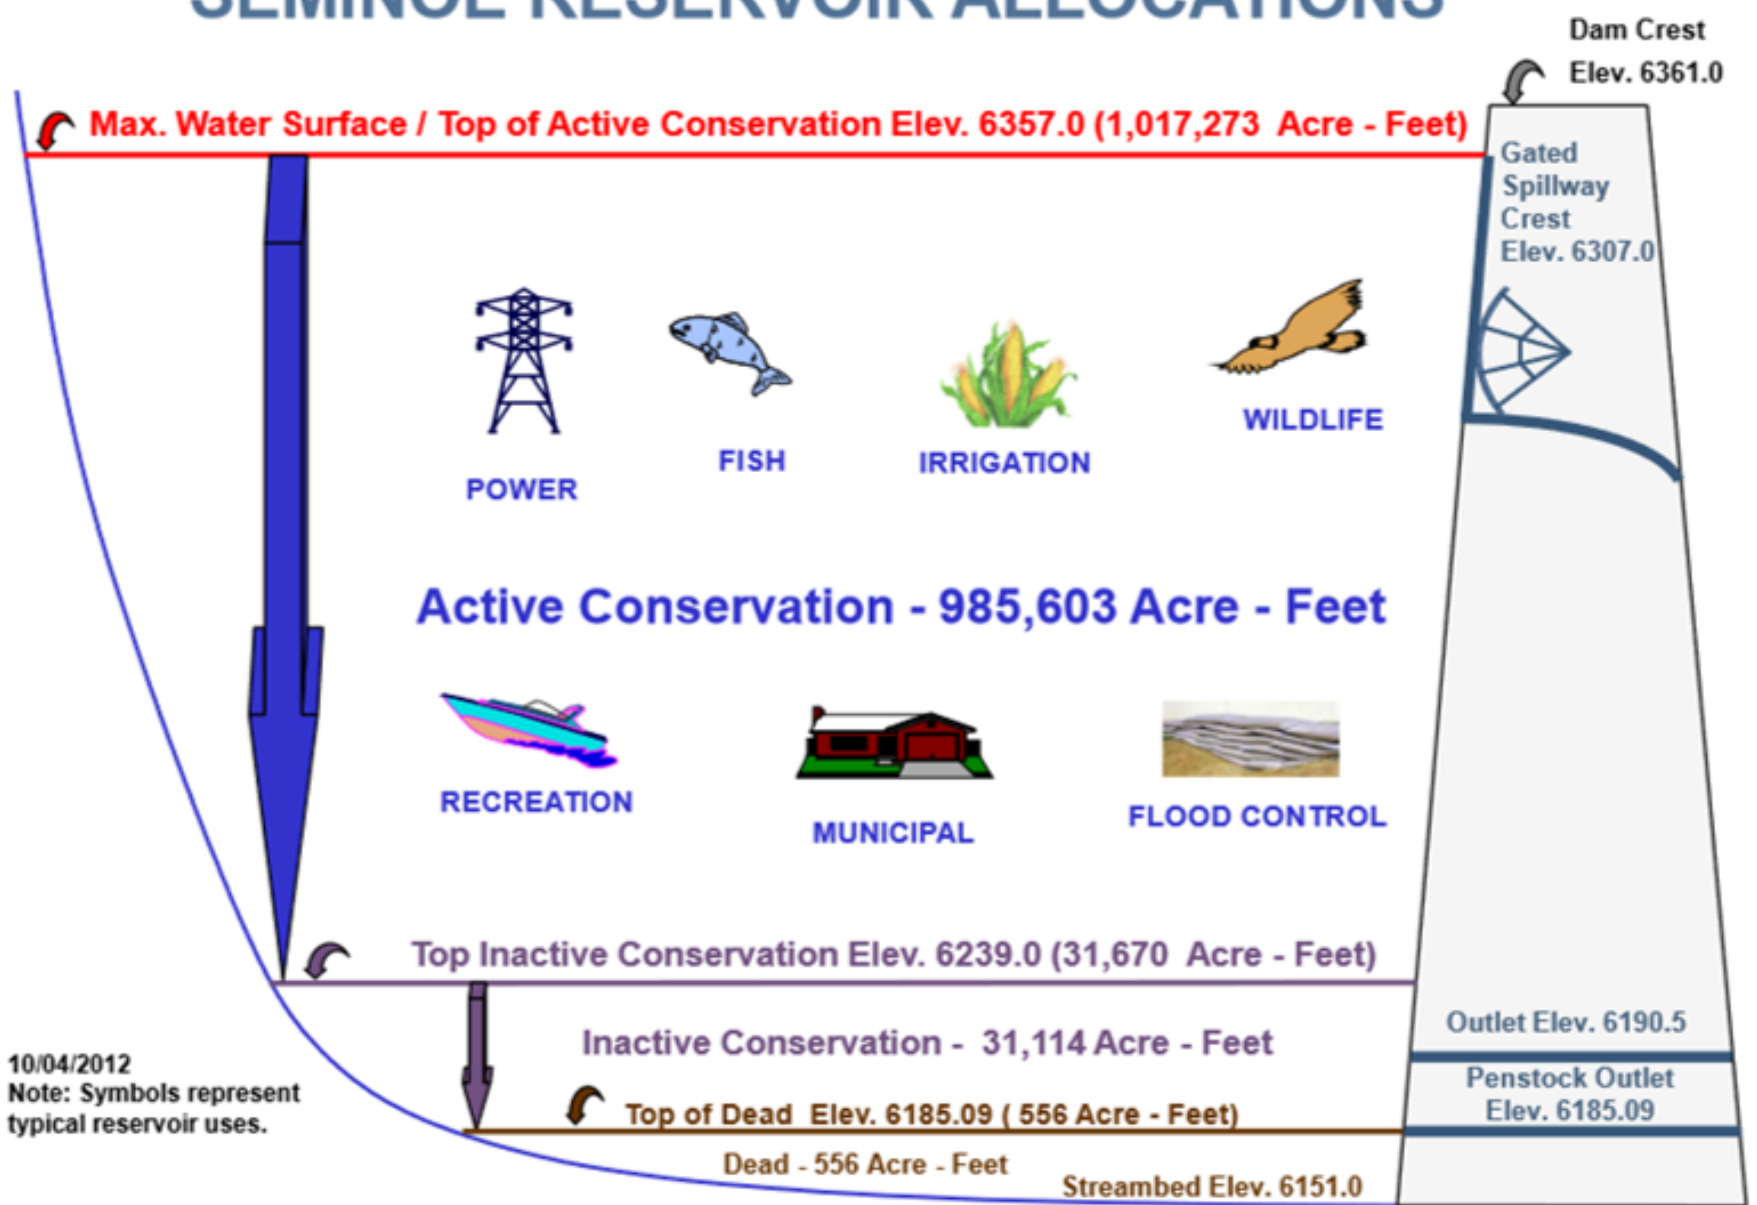 SEMINOE RESERVOIR ALLOCATIONS
Dam Crest
Elev. 6361.0
Max. Water Surface / Top of Active Conservation Elev. 6357.0 (1,017,273 Acre - Feet)
Gated
Spillway
Crest
Elev. 6307.0
POWER
FISH
IRRIGATION
WILDLIFE
Active Conservation - 985,603 Acre - Feet
RECREATION
MUNICIPAL
FLOOD CONTROL
Top Inactive Conservation Elev. 6239.0 (31,670 Acre - Feet)
Inactive Conservation - 31,114 Acre - Feet
Outlet Elev. 6190.5
Penstock Outlet
Elev. 6185.09
10/04/2012
Note: Symbols represent
typical reservoir uses.
Top of Dead Elev. 6185.09 ( 556 Acre - Feet)
Dead - 556 Acre - Feet
Streambed Elev. 6151.0